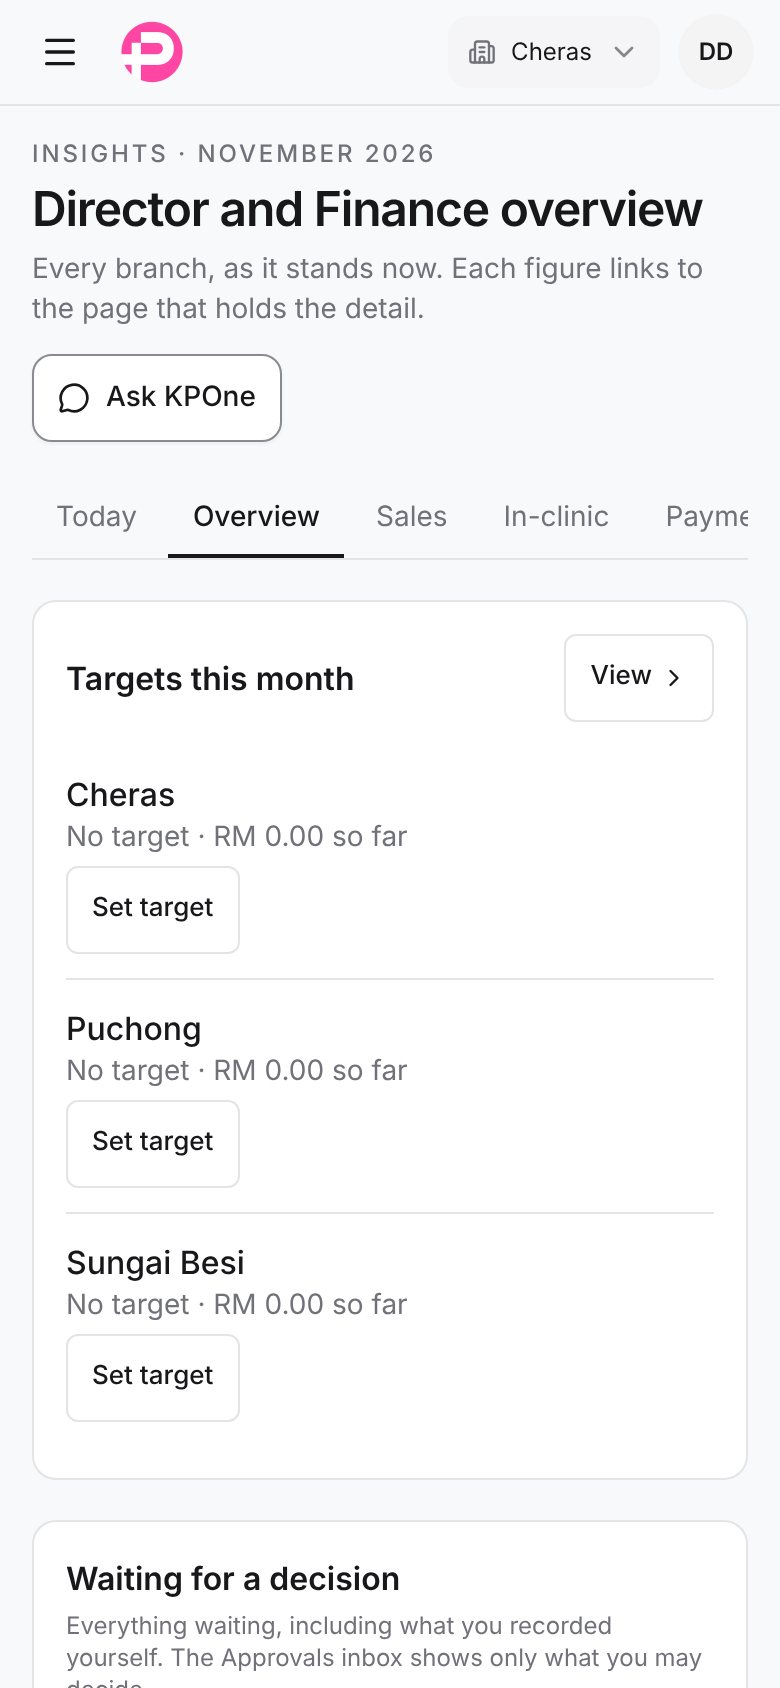 Cheras
DD
INSIGHTS · NOVEMBER 2026
Director and Finance overview
Every branch, as it stands now. Each figure links to
the page that holds the detail.
Ask KPOne
Today Overview Sales In-clinic Payme
Targets this month
View
Cheras
No target · RM 0.00 so far
Set target
Puchong
No target · RM 0.00 so far
Set target
Sungai Besi
No target · RM 0.00 so far
Set target
Waiting for a decision
Everything waiting, including what you recorded
yourself. The Approvals inbox shows only what you may
decide.